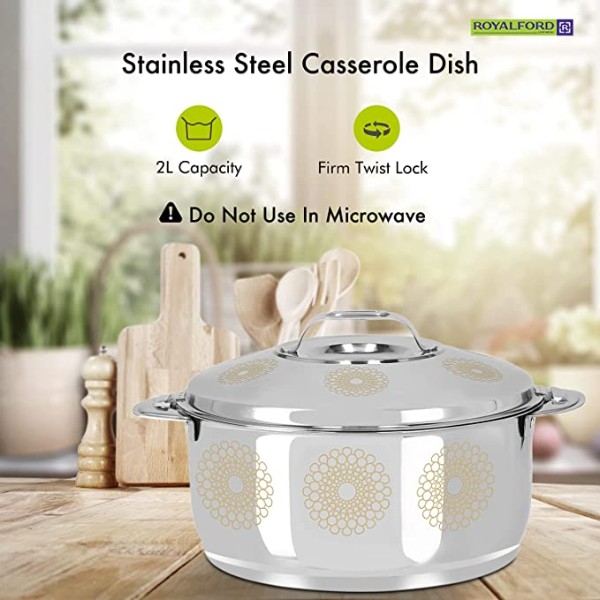 ROYALFORD
Stainless Steel Casserole Dish
2L Capacity
Firm Twist Lock
Do Not Use In Microwave